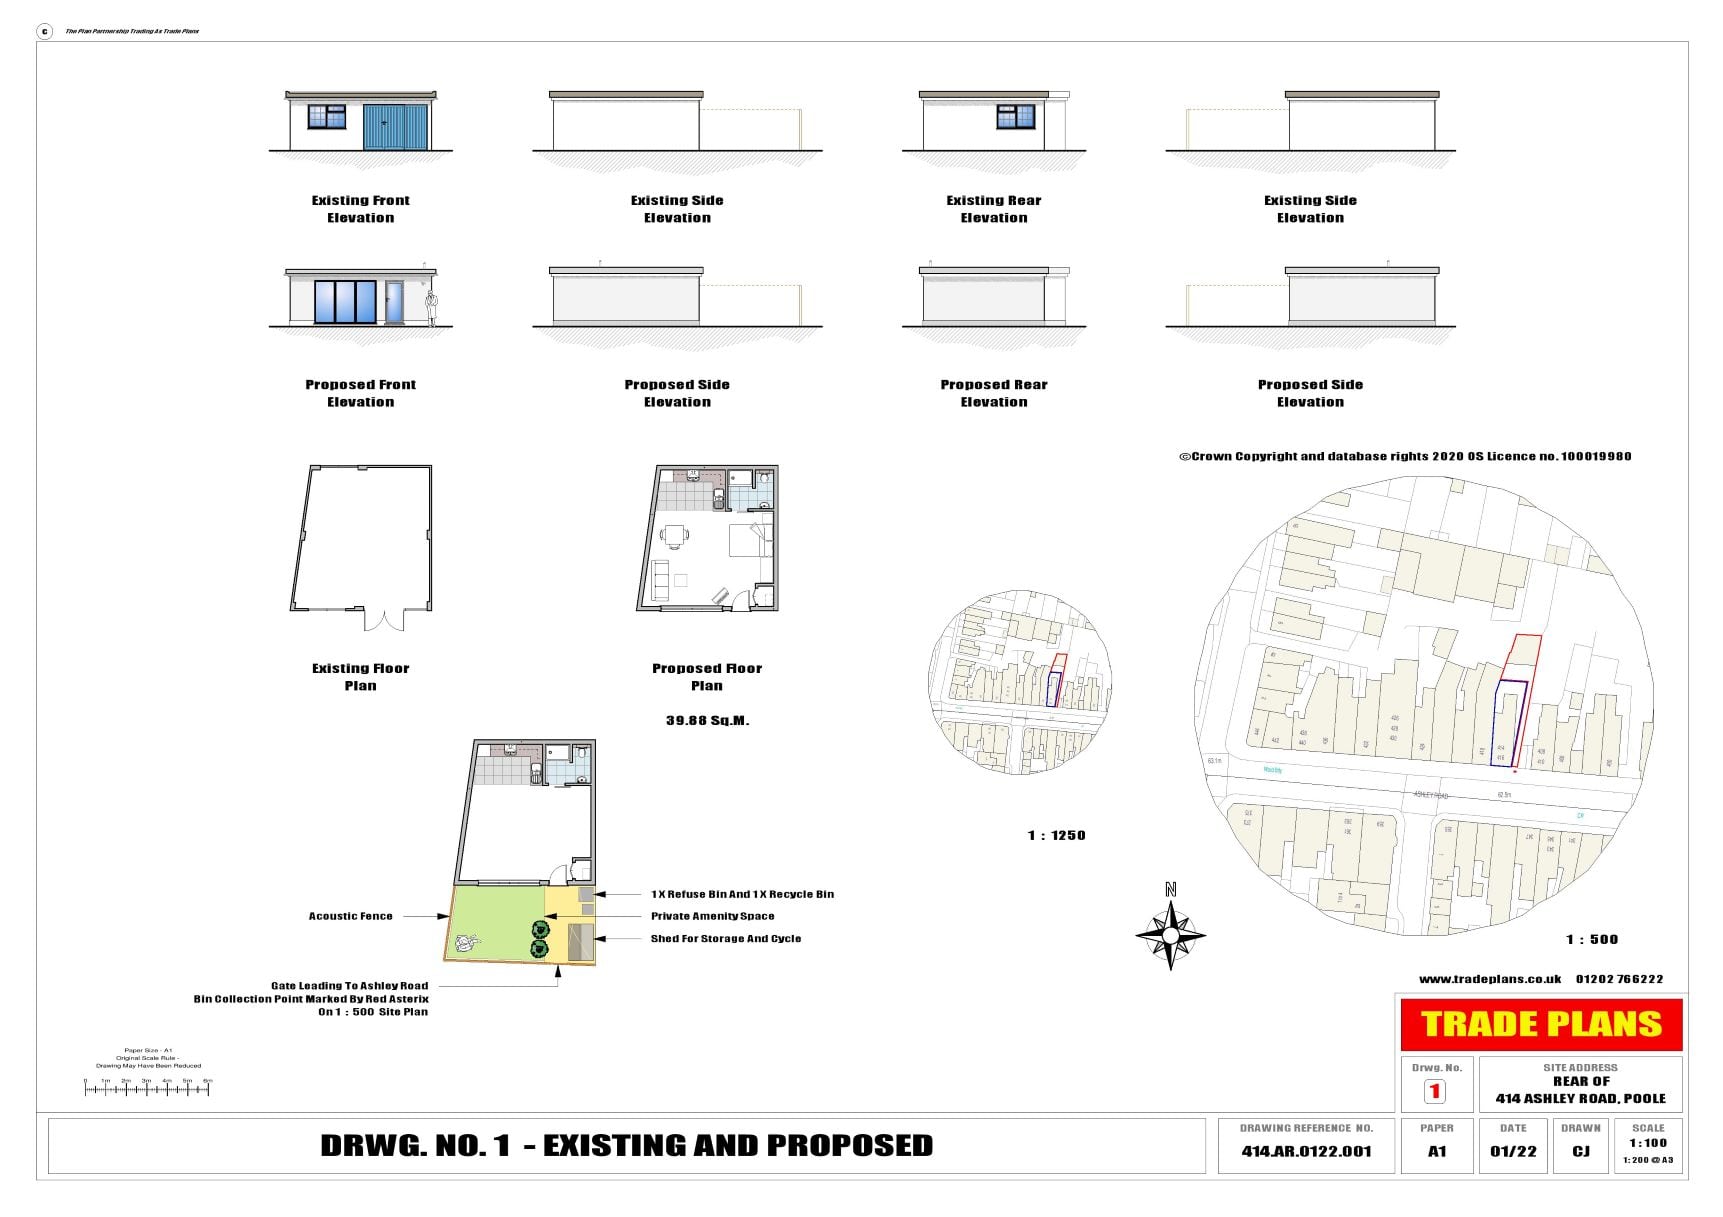 C
The Plan Partnership Trading As Trade Plans
Existing Front
Elevation
Existing Side
Elevation
Existing Rear
Elevation
Existing Side
Elevation
Proposed Front
Elevation
Proposed Side
Elevation
Proposed Rear
Elevation
Proposed Side
Elevation
©Crown Copyright and database rights 2020 OS Licence no. 100019980
Existing Floor
Plan
Proposed Floor
Plan
39.88 Sq.M.
1 : 1250
63.1m
ASHLEY ROAD
62.5m
N
1 : 500
1 X Refuse Bin And 1 X Recycle Bin
Acoustic Fence
Private Amenity Space
Shed For Storage And Cycle
Gate Leading To Ashley Road
Bin Collection Point Marked By Red Asterix
On 1 : 500 Site Plan
Paper Size - A1
Original Scale Rule -
Drawing May Have Been Reduced
0 1m 2m 3m 4m 5m 6m
www.tradeplans.co.uk 01202 766222
TRADE PLANS
Drwg. No.
1
SITE ADDRESS
REAR OF
414 ASHLEY ROAD, POOLE
DRWG. NO. 1 - EXISTING AND PROPOSED
DRAWING REFERENCE NO.
414.AR.0122.001
PAPER
A1
DATE
01/22
DRAWN
CJ
SCALE
1 : 100
1: 200 @ A3